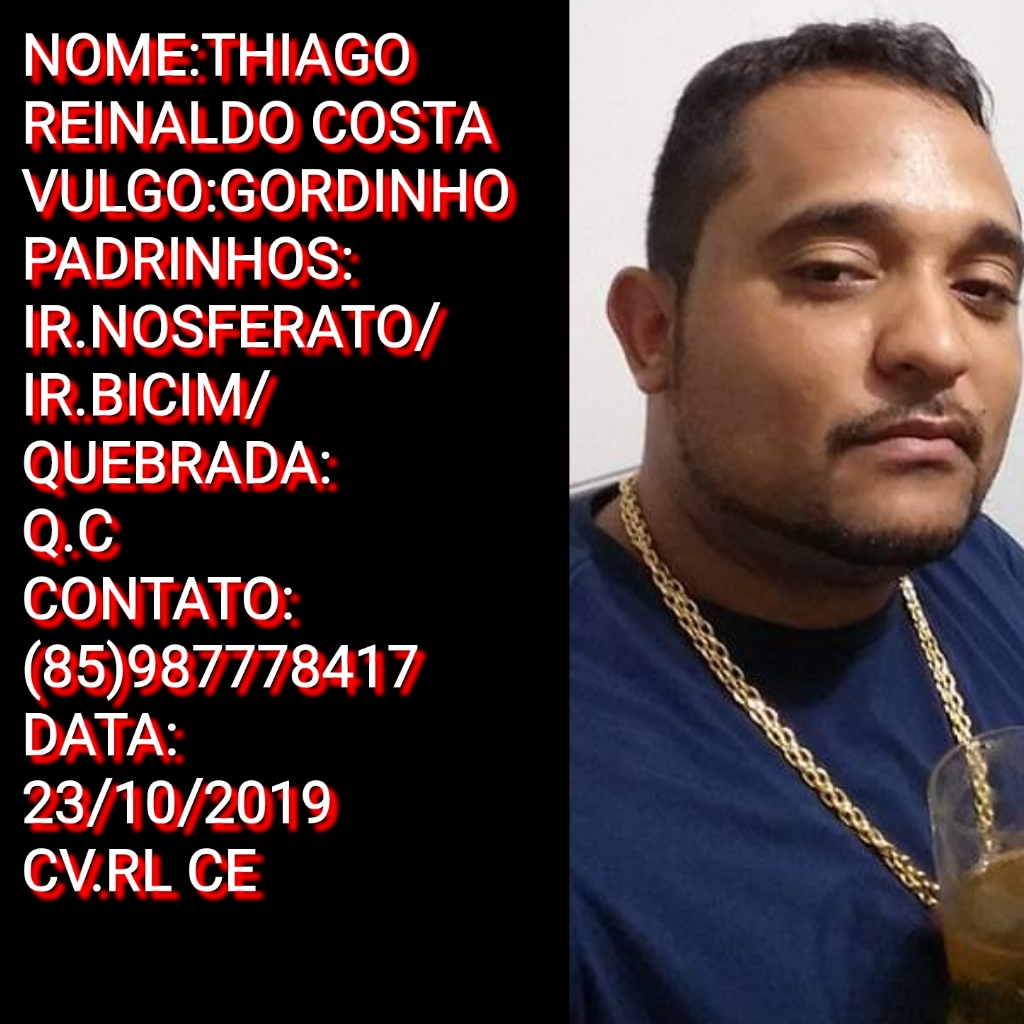 NOME:THIAGO
REINALDO COSTA
VULGO:GORDINHO
PADRINHOS:
IR.NOSFERATO/
IR.BICIM/
QUEBRADA:
Q.C
CONTATO:
(85)987778417
DATA:
23/10/2019
CV.RL CE